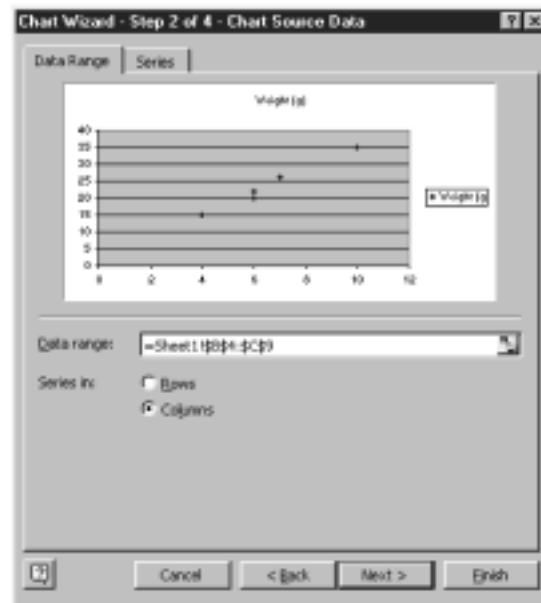 Chart Wizard - Step 2 of 4 - Chart Source Data
Data Range Series
Weight (g)
40
35
30
25
20
15
10
5
0
0 2 4 6 8 10 12
Weight (g)
Data range: =Sheet1!$B$4:$C$9
Series in: Rows
Columns
Cancel < Back Next > Finish